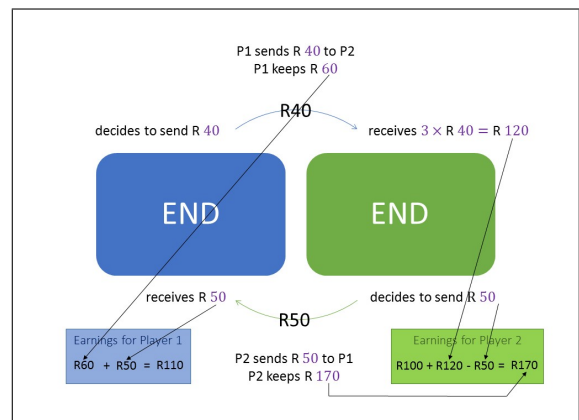 P1 sends R 40 to P2
P1 keeps R 60
R40
decides to send R 40
receives 3 × R 40 = R 120
END
END
receives R 50
decides to send R 50
R50
Earnings for Player 1
R60 + R50 = R110
P2 sends R 50 to P1
P2 keeps R 170
Earnings for Player 2
R100 + R120 - R50 = R170